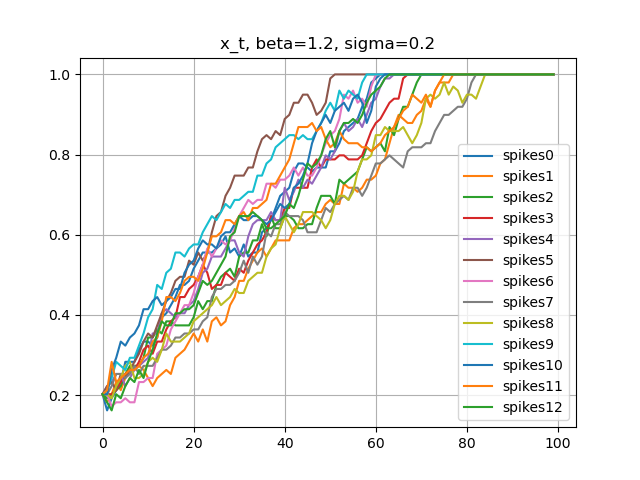 x_t, beta=1.2, sigma=0.2
1.0
0.8
0.6
0.4
0.2
0
20
40
60
80
100
spikes0
spikes1
spikes2
spikes3
spikes4
spikes5
spikes6
spikes7
spikes8
spikes9
spikes10
spikes11
spikes12